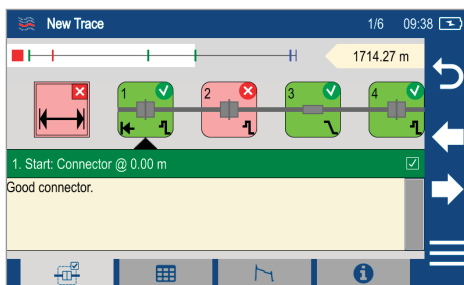 New Trace
1/6
09:38
1714.27 m
1
2
3
4
1. Start: Connector @ 0.00 m
Good connector.